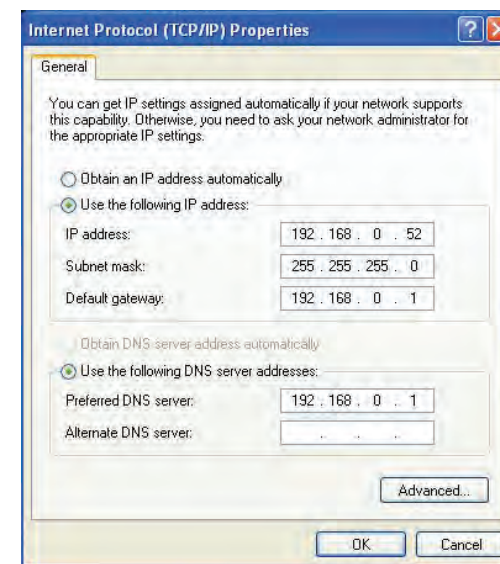 Internet Protocol (TCP/IP) Properties
General
You can get IP settings assigned automatically if your network supports
this capability. Otherwise, you need to ask your network administrator for
the appropriate IP settings.
Obtain an IP address automatically
Use the following IP address:
IP address: 192 . 168 . 0 . 52
Subnet mask: 255 . 255 . 255 . 0
Default gateway: 192 . 168 . 0 . 1
Obtain DNS server address automatically
Use the following DNS server addresses:
Preferred DNS server: 192 . 168 . 0 . 1
Alternate DNS server: . . .
Advanced...
OK Cancel